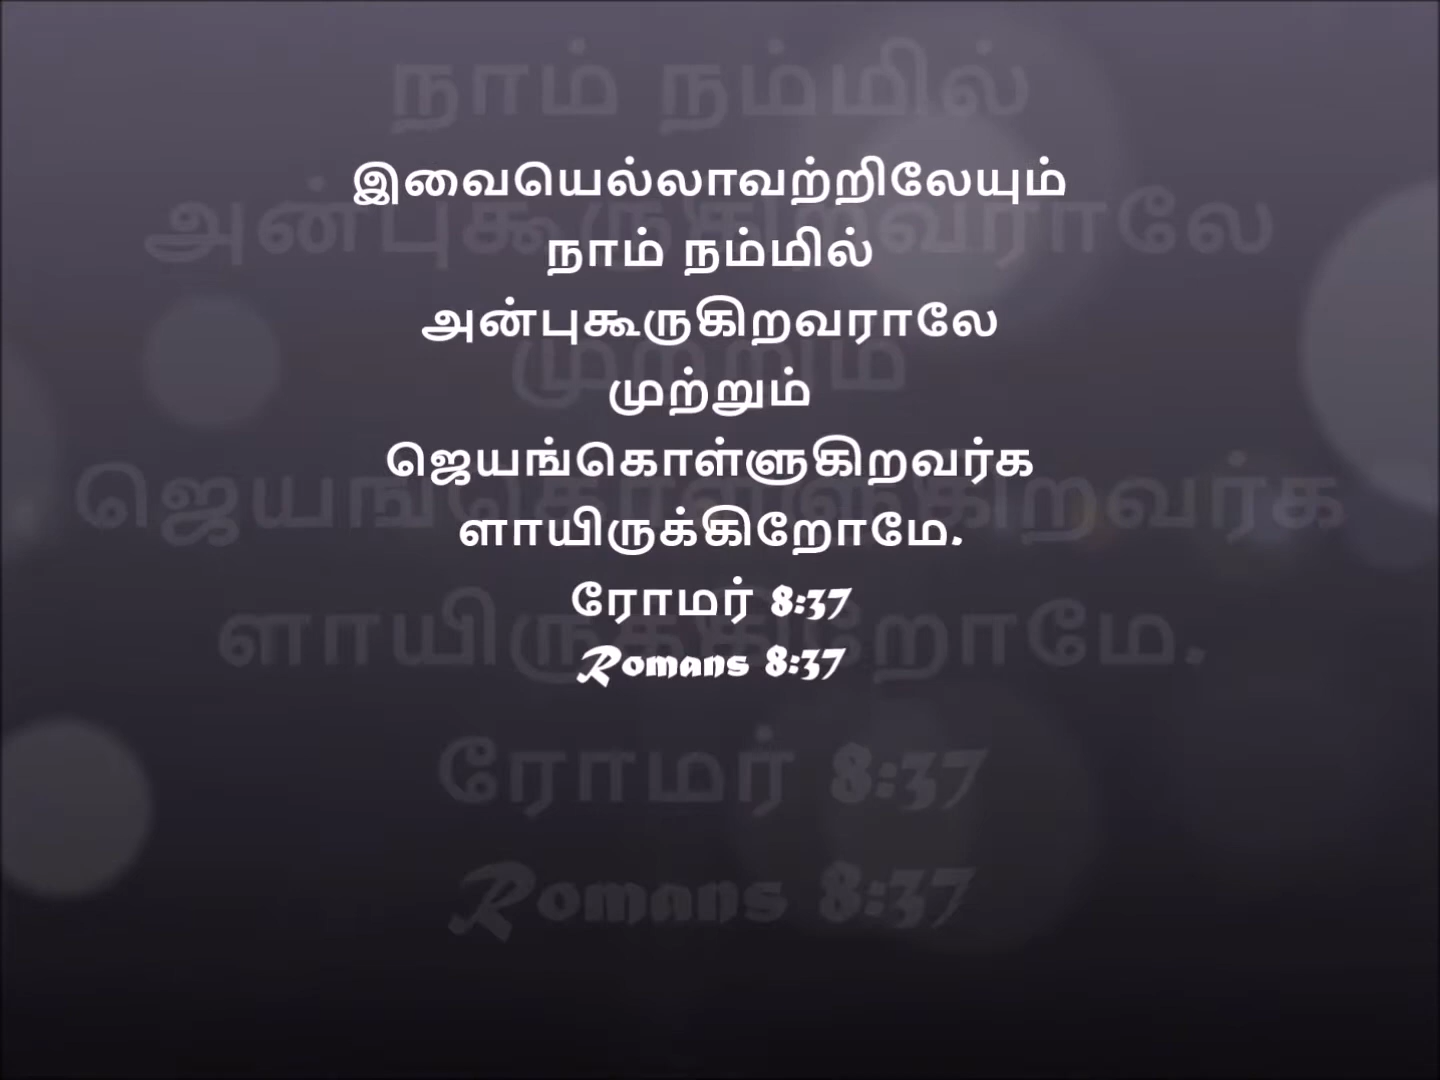 இவையெல்லாவற்றிலேயும்
நாம் நம்மில்
அன்புகூருகிறவராலே
முற்றும்
ஜெயங்கொள்ளுகிறவர்க
ளாயிருக்கிறோமே.
ரோமர் 8:37
Romans 8:37